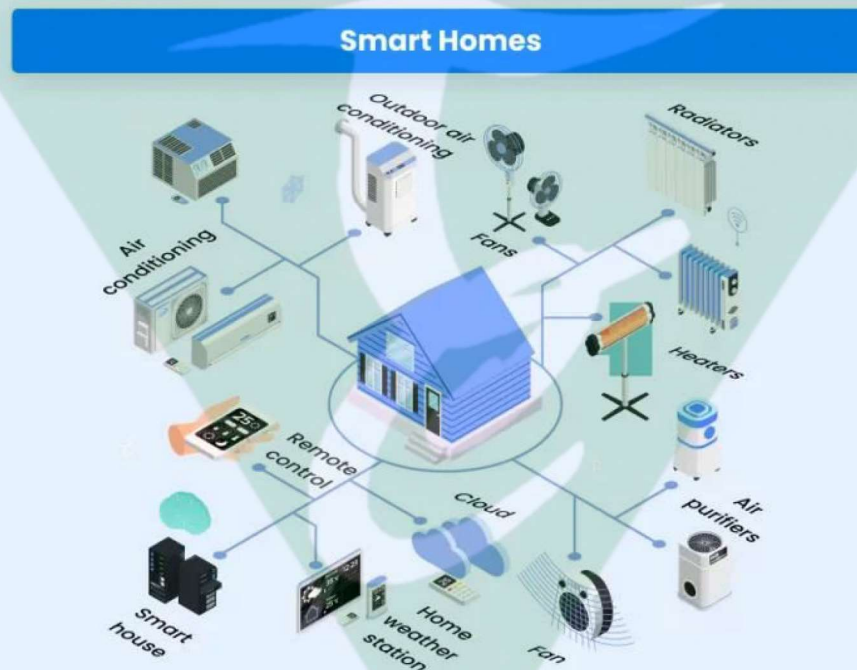 Smart Homes
Outdoor air
conditioning
Radiators
Air
conditioning
Fans
Heaters
Remote
control
25
Cloud
Air
purifiers
Smart
house
Home
weather
station
Fan